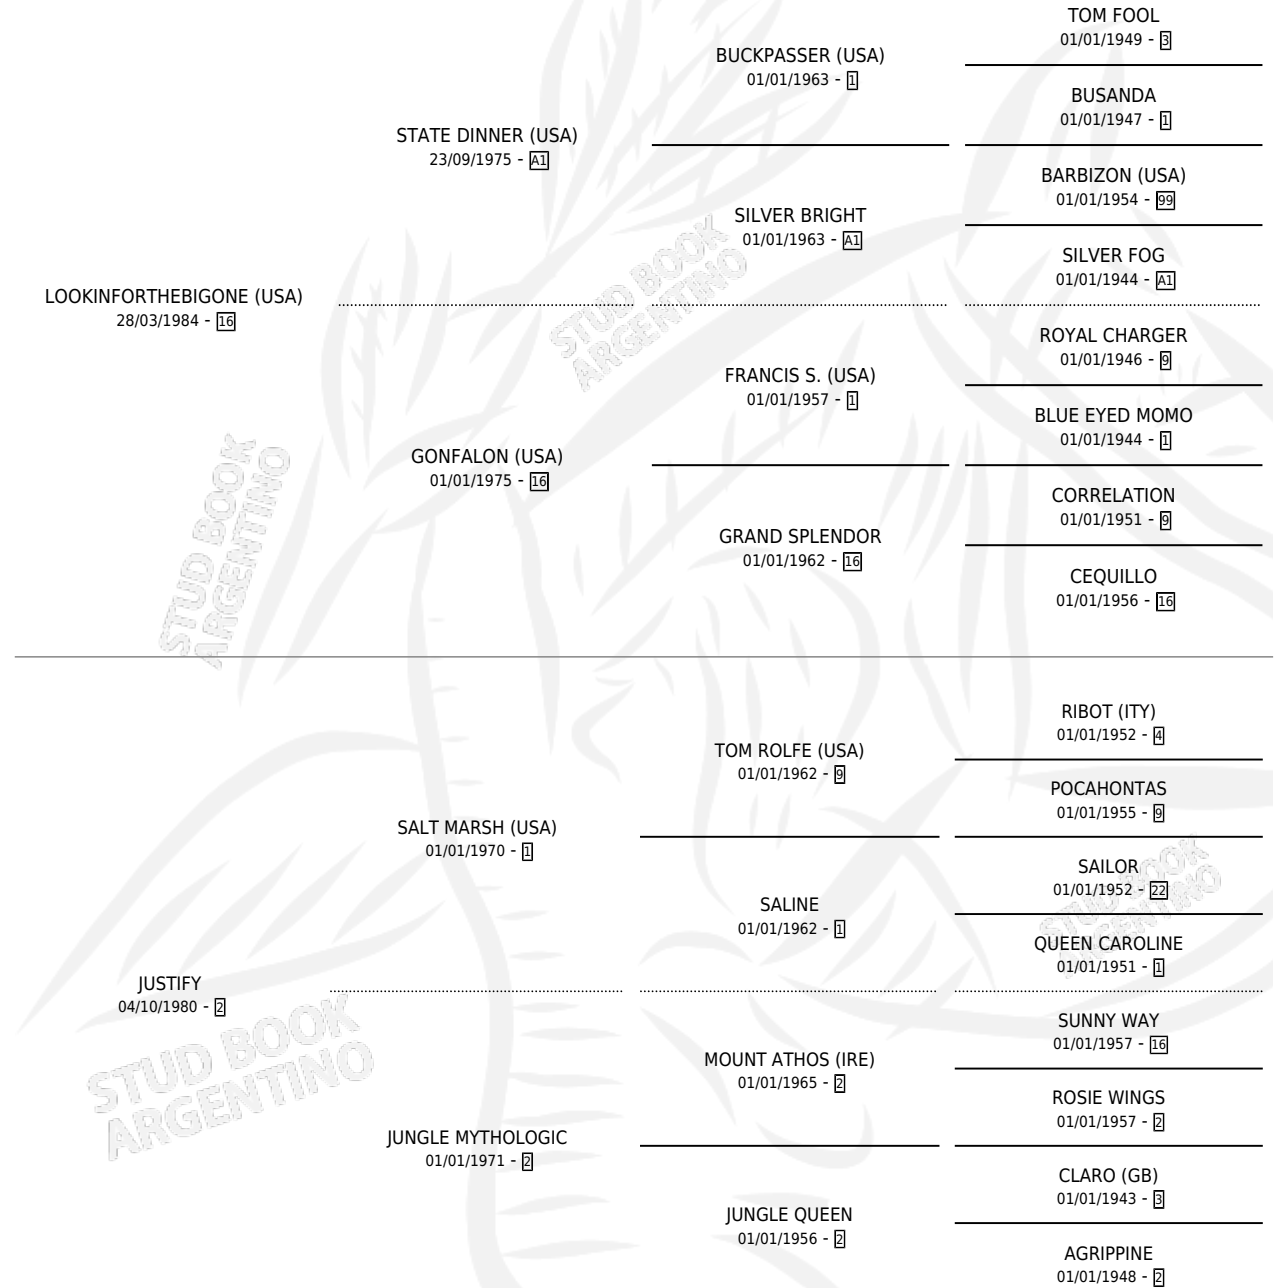 TOM FOOL
01/01/1949 - 3
BUCKPASSER (USA)
01/01/1963 - 1
BUSANDA
01/01/1947 - 1
STATE DINNER (USA)
23/09/1975 - A1
BARBIZON (USA)
01/01/1954 - 99
SILVER BRIGHT
01/01/1963 - A1
SILVER FOG
01/01/1944 - A1
LOOKINFORTHEBIGONE (USA)
28/03/1984 - 16
ROYAL CHARGER
01/01/1946 - 9
FRANCIS S. (USA)
01/01/1957 - 1
BLUE EYED MOMO
01/01/1944 - 1
GONFALON (USA)
01/01/1975 - 16
CORRELATION
01/01/1951 - 9
GRAND SPLENDOR
01/01/1962 - 16
CEQUILLO
01/01/1956 - 16
STUD BOOK
ARGENTINO
STUD BOOK
ARGENTINO
RIBOT (ITY)
01/01/1952 - 4
TOM ROLFE (USA)
01/01/1962 - 9
POCAHONTAS
01/01/1955 - 9
SALT MARSH (USA)
01/01/1970 - 1
SAILOR
01/01/1952 - 22
SALINE
01/01/1962 - 1
QUEEN CAROLINE
01/01/1951 - 1
JUSTIFY
04/10/1980 - 2
SUNNY WAY
01/01/1957 - 16
MOUNT ATHOS (IRE)
01/01/1965 - 2
ROSIE WINGS
01/01/1957 - 2
JUNGLE MYTHOLOGIC
01/01/1971 - 2
CLARO (GB)
01/01/1943 - 3
JUNGLE QUEEN
01/01/1956 - 2
AGRIPPINE
01/01/1948 - 2
STUD BOOK
ARGENTINO
STUD BOOK
ARGENTINO